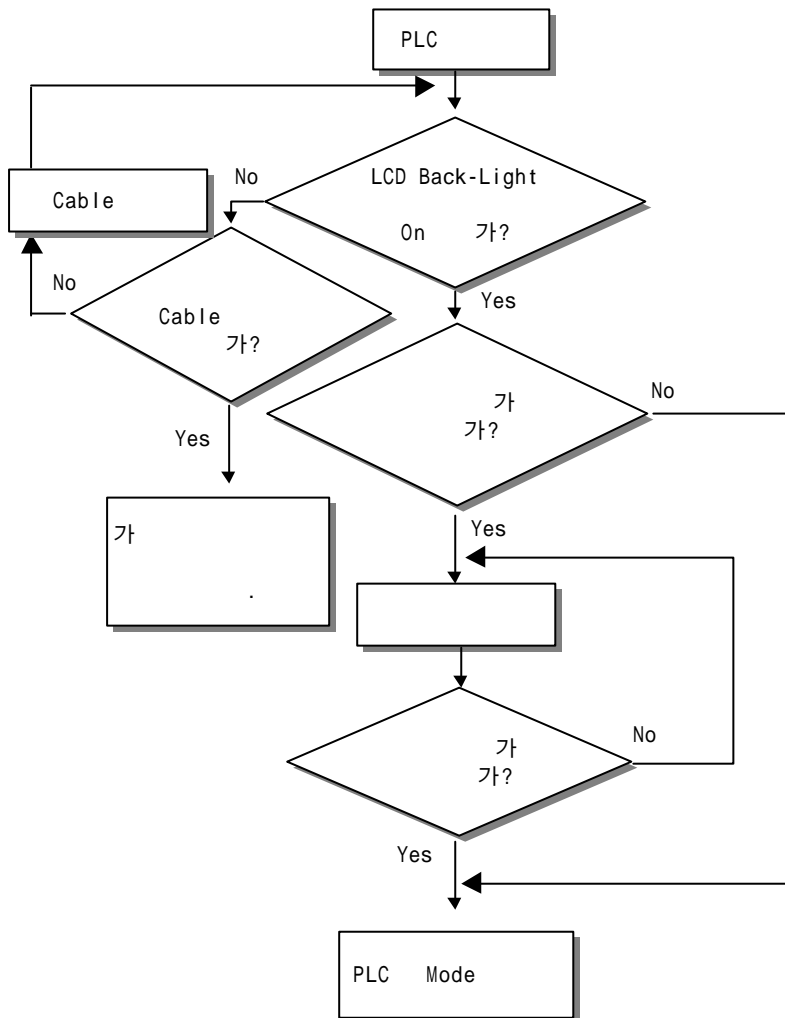 PLC
LCD Back-Light
On 가?
No
Cable
No
Cable
가?
Yes
Yes
가
가?
No
가
.
Yes
가
가?
No
Yes
PLC Mode